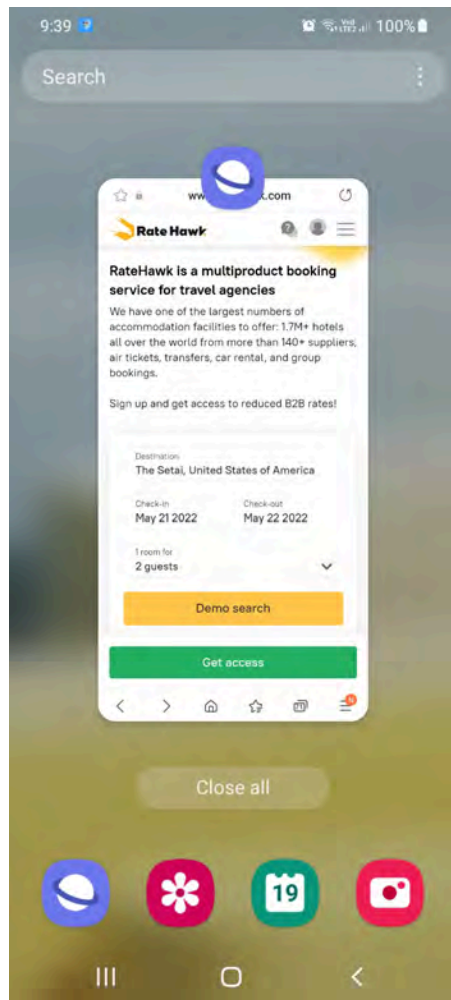 9:39
100%
Search
RateHawk
RateHawk is a multiproduct booking
service for travel agencies
We have one of the largest numbers of
accommodation facilities to offer: 1.7M+ hotels
all over the world from more than 140+ suppliers,
air tickets, transfers, car rental, and group
bookings.
Sign up and get access to reduced B2B rates!
Destination
The Setai, United States of America
Check-in Check-out
May 21 2022 May 22 2022
1 room for
2 guests
Demo search
Get access
N
Close all
19